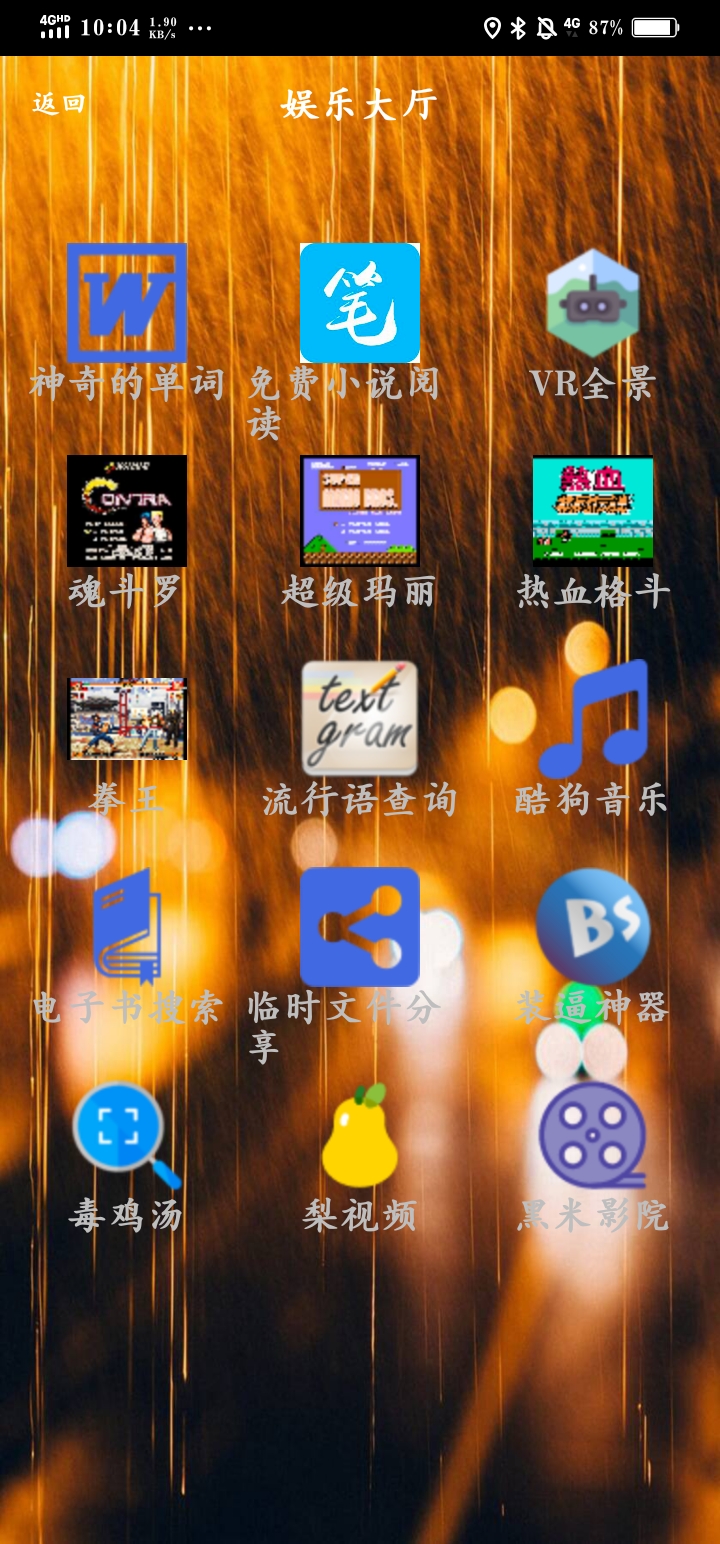 4GHD 10:04 1.90 KB/s ... 4G 87%
返回 娱乐大厅
W 笔
神奇的单词 免费小说阅读 VR全景
CONTRA SUPER MARIO BROS. 热血
魂斗罗 超级玛丽 热血格斗
text
gram
拳王 流行语查询 酷狗音乐
BS
电子书搜索 临时文件分享 装逼神器
毒鸡汤 梨视频 黑米影院